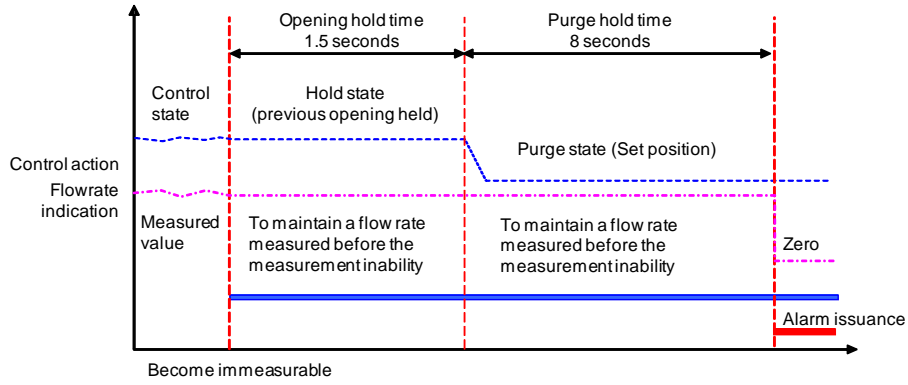 Opening hold time
1.5 seconds
Purge hold time
8 seconds
Control
state
Hold state
(previous opening held)
Purge state (Set position)
Control action
Flowrate
indication
Measured
value
To maintain a flow rate
measured before the
measurement inability
To maintain a flow rate
measured before the
measurement inability
Zero
Alarm issuance
Become immeasurable